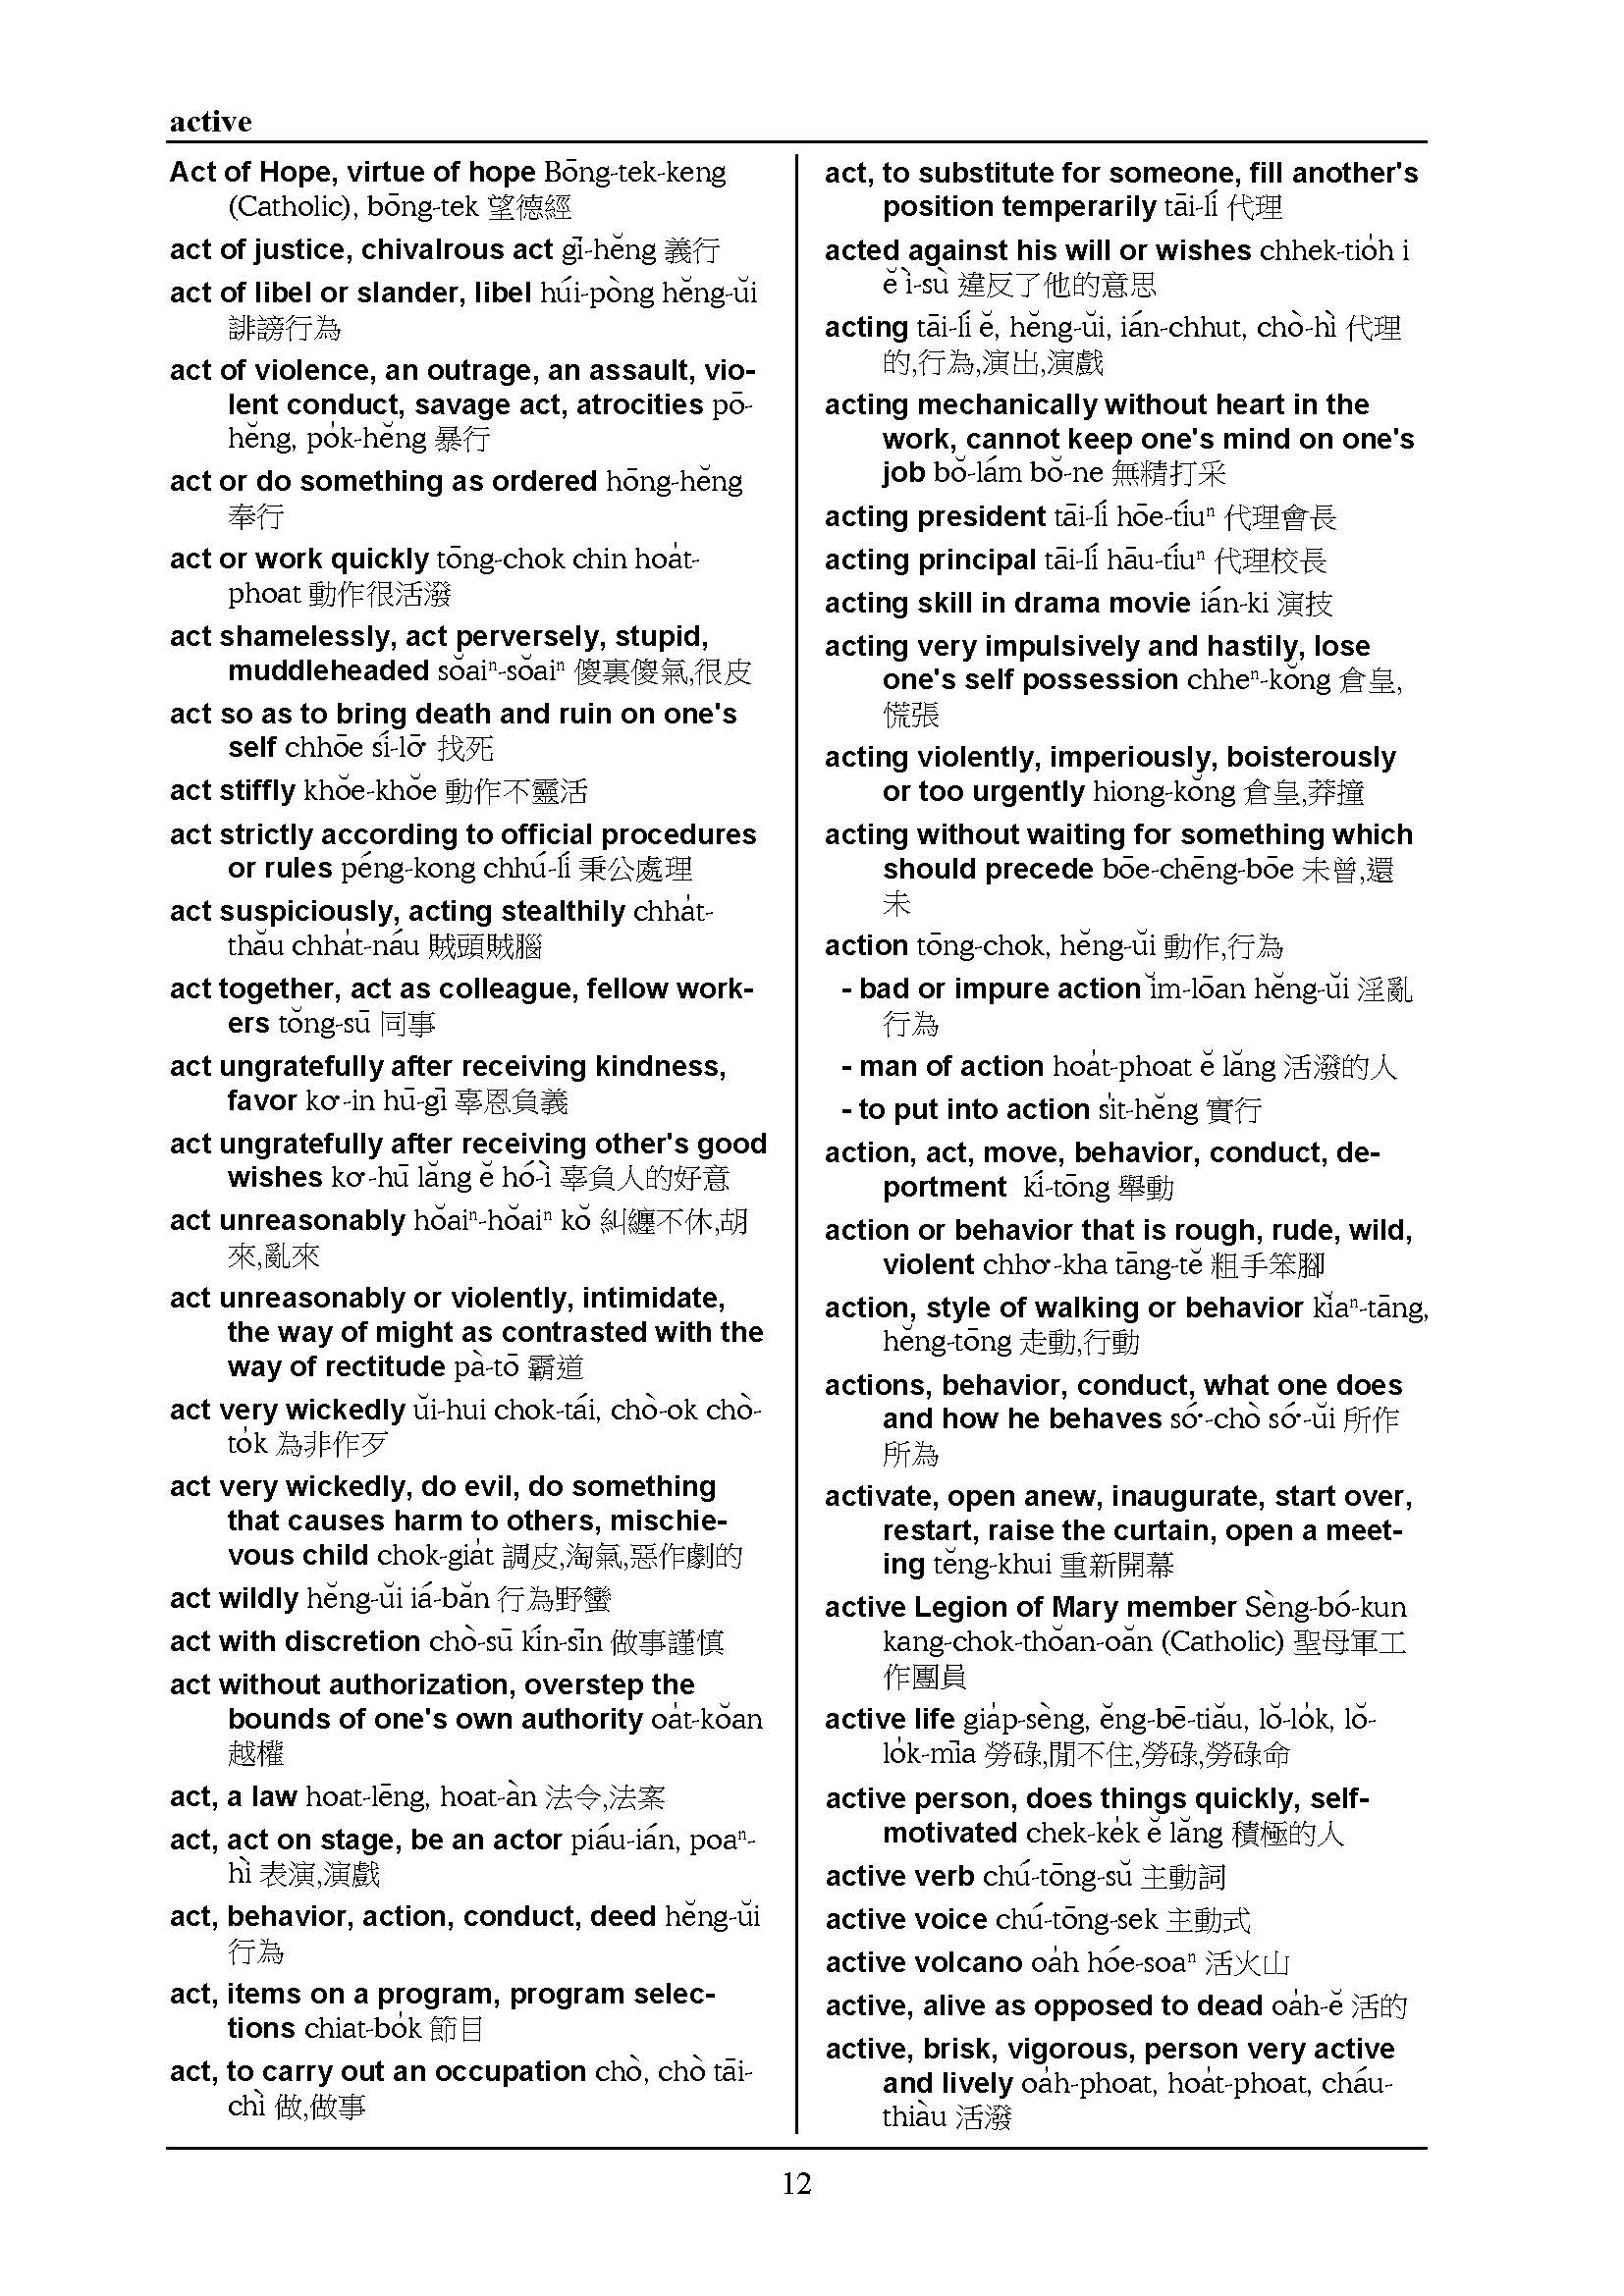 active
Act of Hope, virtue of hope Bōng-tek-keng
(Catholic), bōng-tek 望德經
act of justice, chivalrous act gī-hĕng 義行
act of libel or slander, libel húi-pòng hĕng-ŭi
誹謗行為
act of violence, an outrage, an assault, vio-
lent conduct, savage act, atrocities pō-
hĕng, po̍k-hĕng 暴行
act or do something as ordered hōng-hĕng
奉行
act or work quickly tōng-chok chin hoa̍t-
phoat 動作很活潑
act shamelessly, act perversely, stupid,
muddleheaded sŏaiⁿ-sŏaiⁿ 傻裏傻氣,很皮
act so as to bring death and ruin on one's
self chhōe sí-lō͘ 找死
act stiffly khŏe-khŏe 動作不靈活
act strictly according to official procedures
or rules péng-kong chhú-lí 秉公處理
act suspiciously, acting stealthily chha̍t-
thău chha̍t-náu 賊頭賊腦
act together, act as colleague, fellow work-
ers tŏng-sū 同事
act ungratefully after receiving kindness,
favor ko͘-in hū-gī 辜恩負義
act ungratefully after receiving other's good
wishes ko͘-hū lăng ĕ hó-ì 辜負人的好意
act unreasonably hŏaiⁿ-hŏaiⁿ kŏ 糾纏不休,胡
來,亂來
act unreasonably or violently, intimidate,
the way of might as contrasted with the
way of rectitude pà-tō 霸道
act very wickedly ŭi-hui chok-tái, chò-ok chò-
to̍k 為非作歹
act very wickedly, do evil, do something
that causes harm to others, mischie-
vous child chok-gia̍t 調皮,淘氣,惡作劇的
act wildly hĕng-ŭi iá-băn 行為野蠻
act with discretion chò-sū kín-sīn 做事謹慎
act without authorization, overstep the
bounds of one's own authority oa̍t-kŏan
越權
act, a law hoat-lēng, hoat-àn 法令,法案
act, act on stage, be an actor piáu-ián, poaⁿ-
hì 表演,演戲
act, behavior, action, conduct, deed hĕng-ŭi
行為
act, items on a program, program selec-
tions chiat-bo̍k 節目
act, to carry out an occupation chò, chò tāi-
chì 做,做事
act, to substitute for someone, fill another's
position temperarily tāi-lí 代理
acted against his will or wishes chhek-tio̍h i
ĕ ì-sù 違反了他的意思
acting tāi-lí ĕ, hĕng-ŭi, ián-chhut, chò-hì 代理
的,行為,演出,演戲
acting mechanically without heart in the
work, cannot keep one's mind on one's
job bŏ-lám bŏ-ne 無精打采
acting president tāi-lí hōe-tíuⁿ 代理會長
acting principal tāi-lí hāu-tíuⁿ 代理校長
acting skill in drama movie ián-ki 演技
acting very impulsively and hastily, lose
one's self possession chheⁿ-kŏng 倉皇,
慌張
acting violently, imperiously, boisterously
or too urgently hiong-kŏng 倉皇,莽撞
acting without waiting for something which
should precede bōe-chēng-bōe 未曾,還
未
action tōng-chok, hĕng-ŭi 動作,行為
- bad or impure action ĭm-lōan hĕng-ŭi 淫亂
行為
- man of action hoa̍t-phoat ĕ lăng 活潑的人
- to put into action si̍t-hĕng 實行
action, act, move, behavior, conduct, de-
portment kí-tōng 舉動
action or behavior that is rough, rude, wild,
violent chho͘-kha tāng-tĕ 粗手笨腳
action, style of walking or behavior kĭaⁿ-tāng,
hĕng-tōng 走動,行動
actions, behavior, conduct, what one does
and how he behaves só͘-chò só͘-ŭi 所作
所為
activate, open anew, inaugurate, start over,
restart, raise the curtain, open a meet-
ing tĕng-khui 重新開幕
active Legion of Mary member Sèng-bó-kun
kang-chok-thŏan-oăn (Catholic) 聖母軍工
作團員
active life gia̍p-sèng, ĕng-bē-tiău, lŏ-lo̍k, lŏ-
lo̍k-mīa 勞碌,閒不住,勞碌,勞碌命
active person, does things quickly, self-
motivated chek-ke̍k ĕ lăng 積極的人
active verb chú-tōng-sŭ 主動詞
active voice chú-tōng-sek 主動式
active volcano oa̍h hóe-soaⁿ 活火山
active, alive as opposed to dead oa̍h-ĕ 活的
active, brisk, vigorous, person very active
and lively oa̍h-phoat, hoa̍t-phoat, cháu-
thiàu 活潑
12